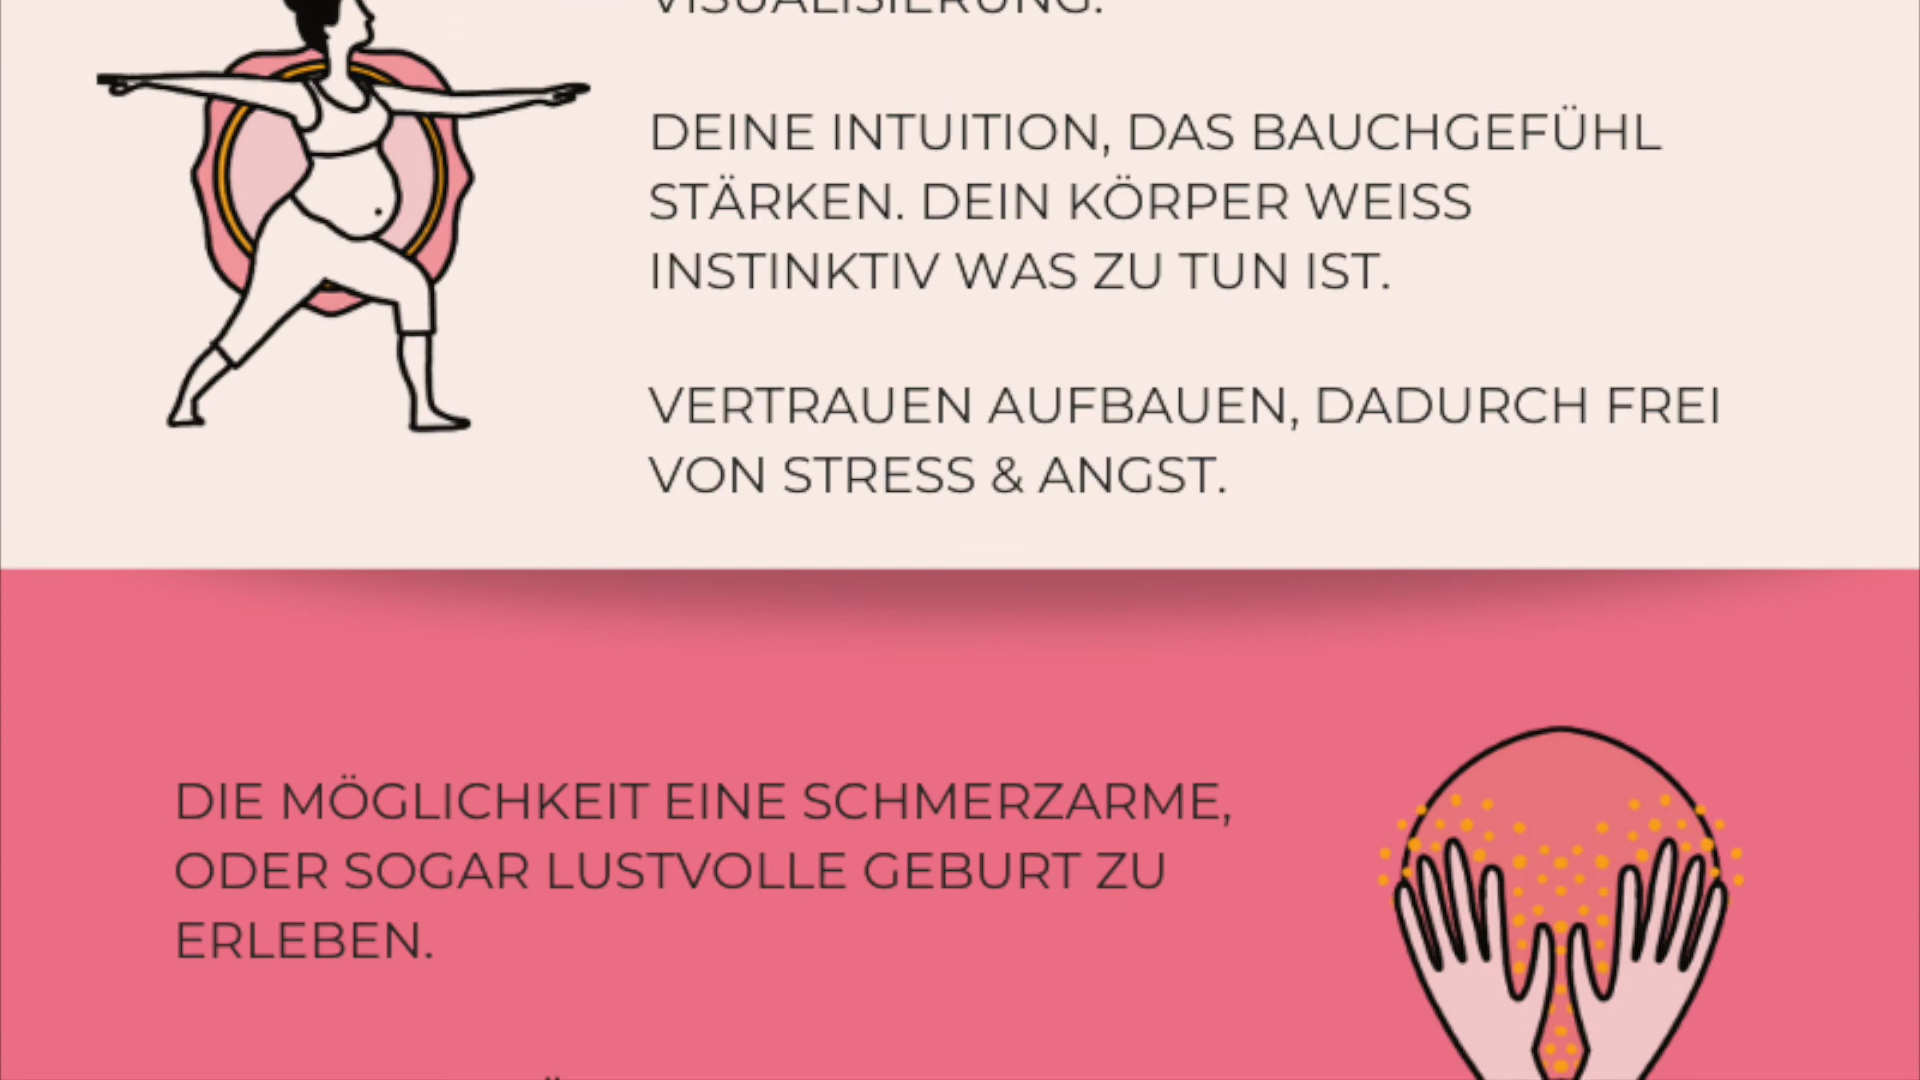 VISUALISIERUNG.
DEINE INTUITION, DAS BAUCHGEFÜHL
STÄRKEN. DEIN KÖRPER WEISS
INSTINKTIV WAS ZU TUN IST.
VERTRAUEN AUFBAUEN, DADURCH FREI
VON STRESS & ANGST.
DIE MÖGLICHKEIT EINE SCHMERZARME,
ODER SOGAR LUSTVOLLE GEBURT ZU
ERLEBEN.